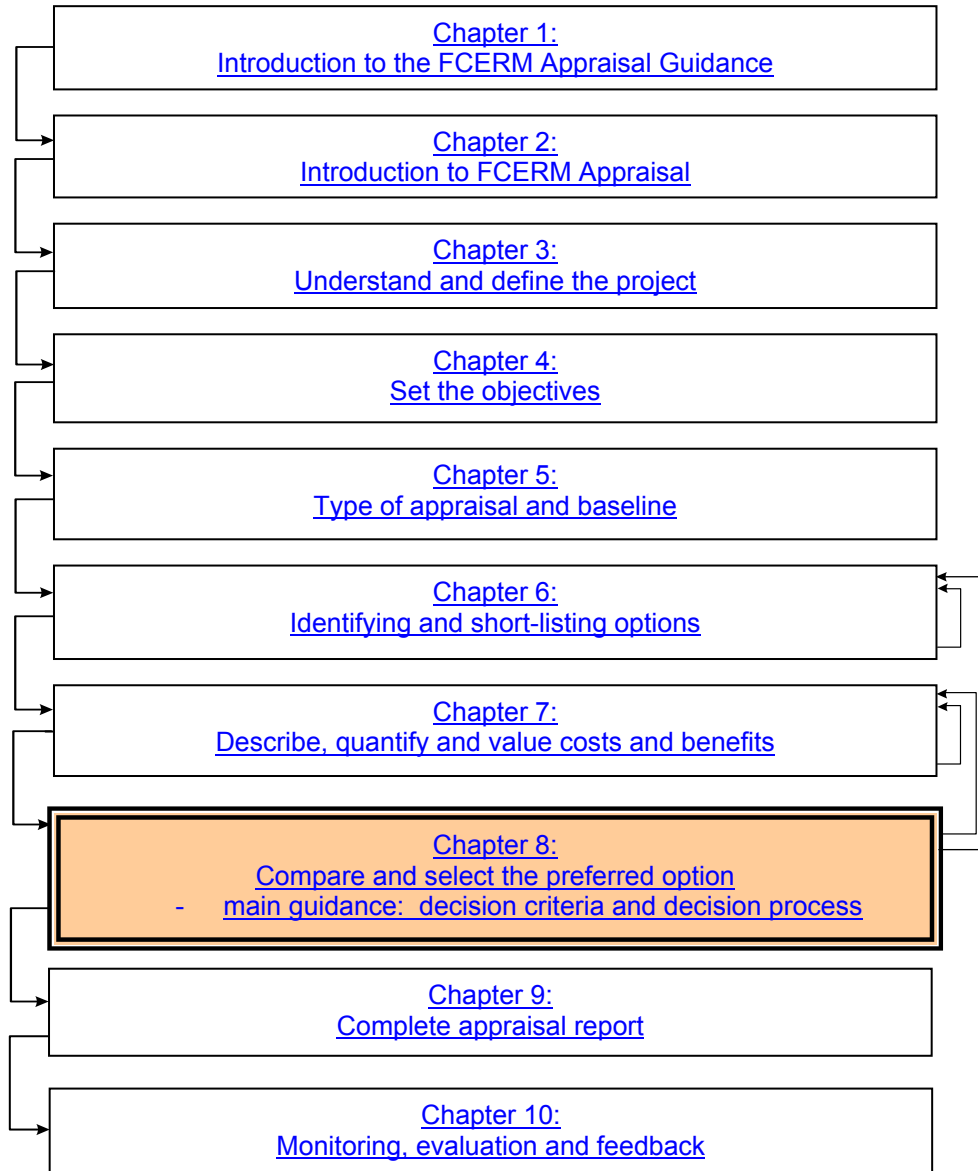 Chapter 1:
Introduction to the FCERM Appraisal Guidance
Chapter 2:
Introduction to FCERM Appraisal
Chapter 3:
Understand and define the project
Chapter 4:
Set the objectives
Chapter 5:
Type of appraisal and baseline
Chapter 6:
Identifying and short-listing options
Chapter 7:
Describe, quantify and value costs and benefits
Chapter 8:
Compare and select the preferred option
- main guidance: decision criteria and decision process
Chapter 9:
Complete appraisal report
Chapter 10:
Monitoring, evaluation and feedback